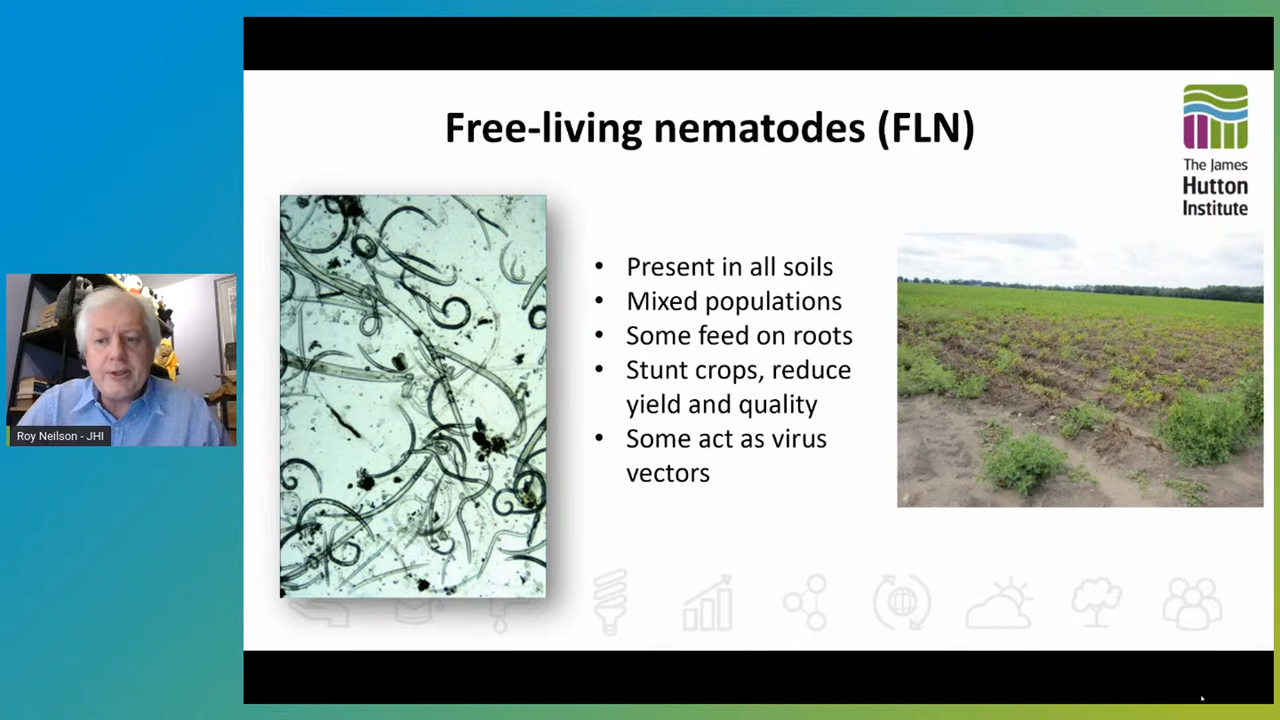 Free-living nematodes (FLN)
The James
Hutton
Institute
• Present in all soils
• Mixed populations
• Some feed on roots
• Stunt crops, reduce
yield and quality
• Some act as virus
vectors
Roy Neilson - JHI